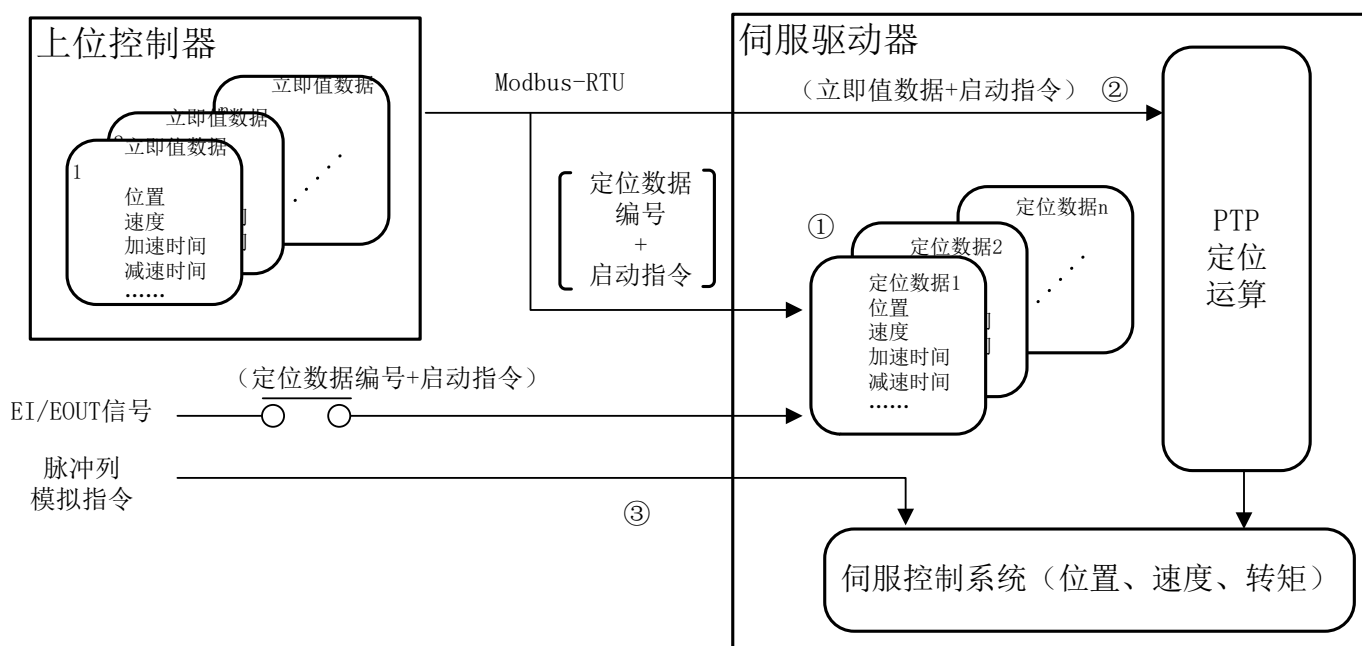 上位控制器
立即值数据
立即值数据
立即值数据
1
位置
速度
加速时间
减速时间
……
Modbus-RTU
定位数据
编号
+
启动指令
伺服驱动器
(立即值数据+启动指令) ②
①
定位数据n
定位数据2
定位数据1
位置
速度
加速时间
减速时间
……
PTP
定位
运算
(定位数据编号+启动指令)
EI/EOUT信号
脉冲列
模拟指令
③
伺服控制系统(位置、速度、转矩)